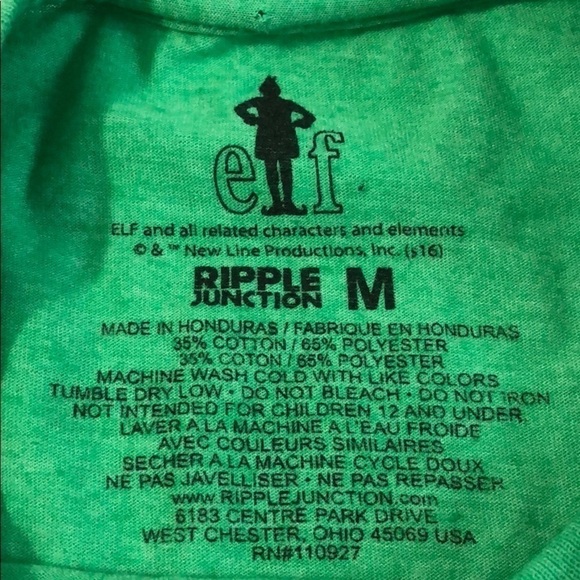 elf
ELF and all related characters and elements
© & ™ New Line Productions, Inc. (s16)
RIPPLE
JUNCTION M
MADE IN HONDURAS / FABRIQUE EN HONDURAS
35% COTTON / 65% POLYESTER
35% COTON / 65% POLYESTER
MACHINE WASH COLD WITH LIKE COLORS
TUMBLE DRY LOW • DO NOT BLEACH • DO NOT IRON
NOT INTENDED FOR CHILDREN 12 AND UNDER
LAVER A LA MACHINE A L'EAU FROIDE
AVEC COULEURS SIMILAIRES
SECHER A LA MACHINE CYCLE DOUX
NE PAS JAVELLISER • NE PAS REPASSER
www.RIPPLEJUNCTION.com
6183 CENTRE PARK DRIVE
WEST CHESTER, OHIO 45069 USA
RN#110927